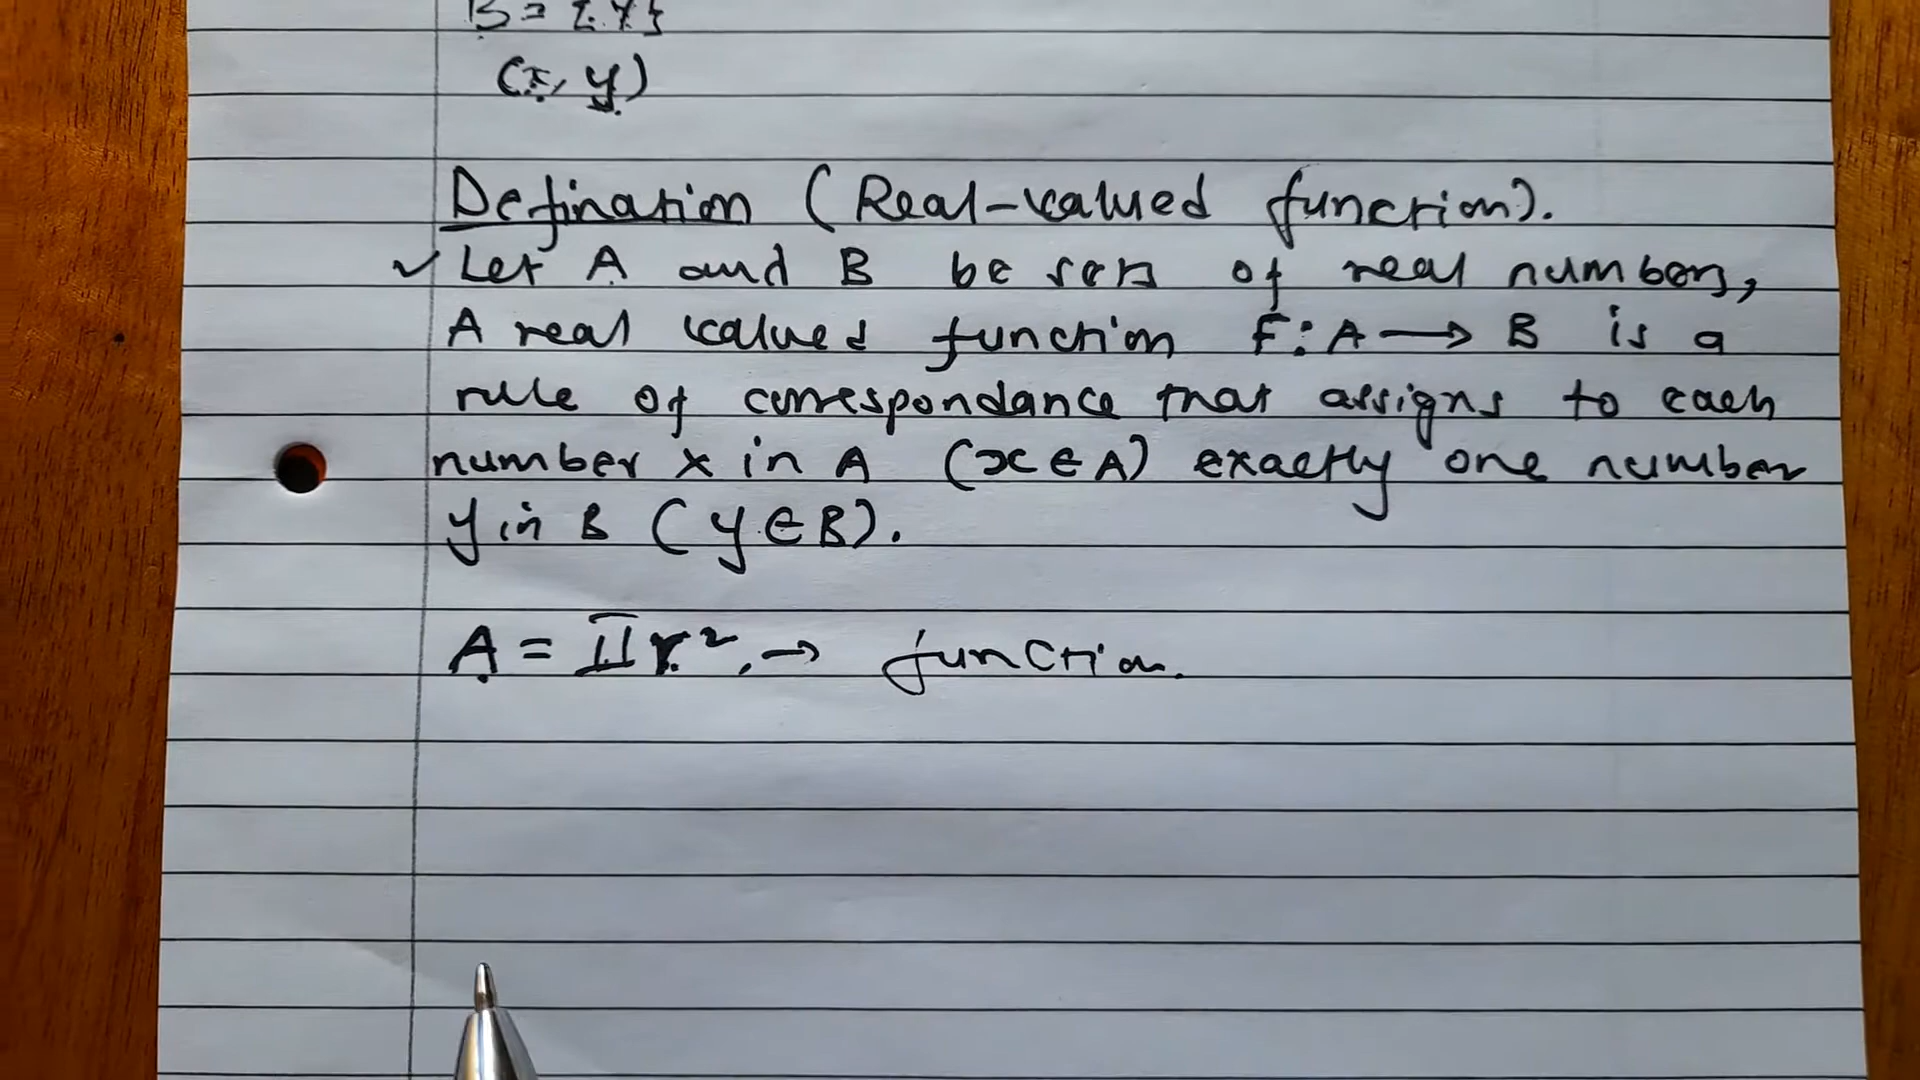 B = {y}
(x, y)
Defination (Real-valued function).
✓ Let A and B be sets of real numbers,
A real valued function F: A → B is a
rule of correspondance that assigns to each
number x in A (x ∈ A) exactly one number
y in B (y ∈ B).
A = πr², → function.